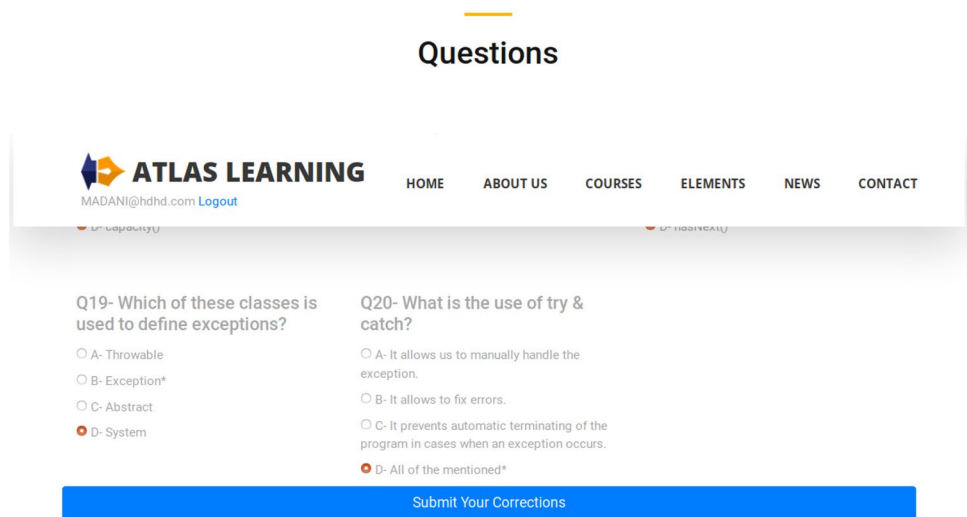 Questions
ATLAS LEARNING
HOME ABOUT US COURSES ELEMENTS NEWS CONTACT
MADANI@hdhd.com Logout
D- capacity()
D- hasNext()
Q19- Which of these classes is
used to define exceptions?
A- Throwable
B- Exception*
C- Abstract
D- System
Q20- What is the use of try &
catch?
A- It allows us to manually handle the
exception.
B- It allows to fix errors.
C- It prevents automatic terminating of the
program in cases when an exception occurs.
D- All of the mentioned*
Submit Your Corrections